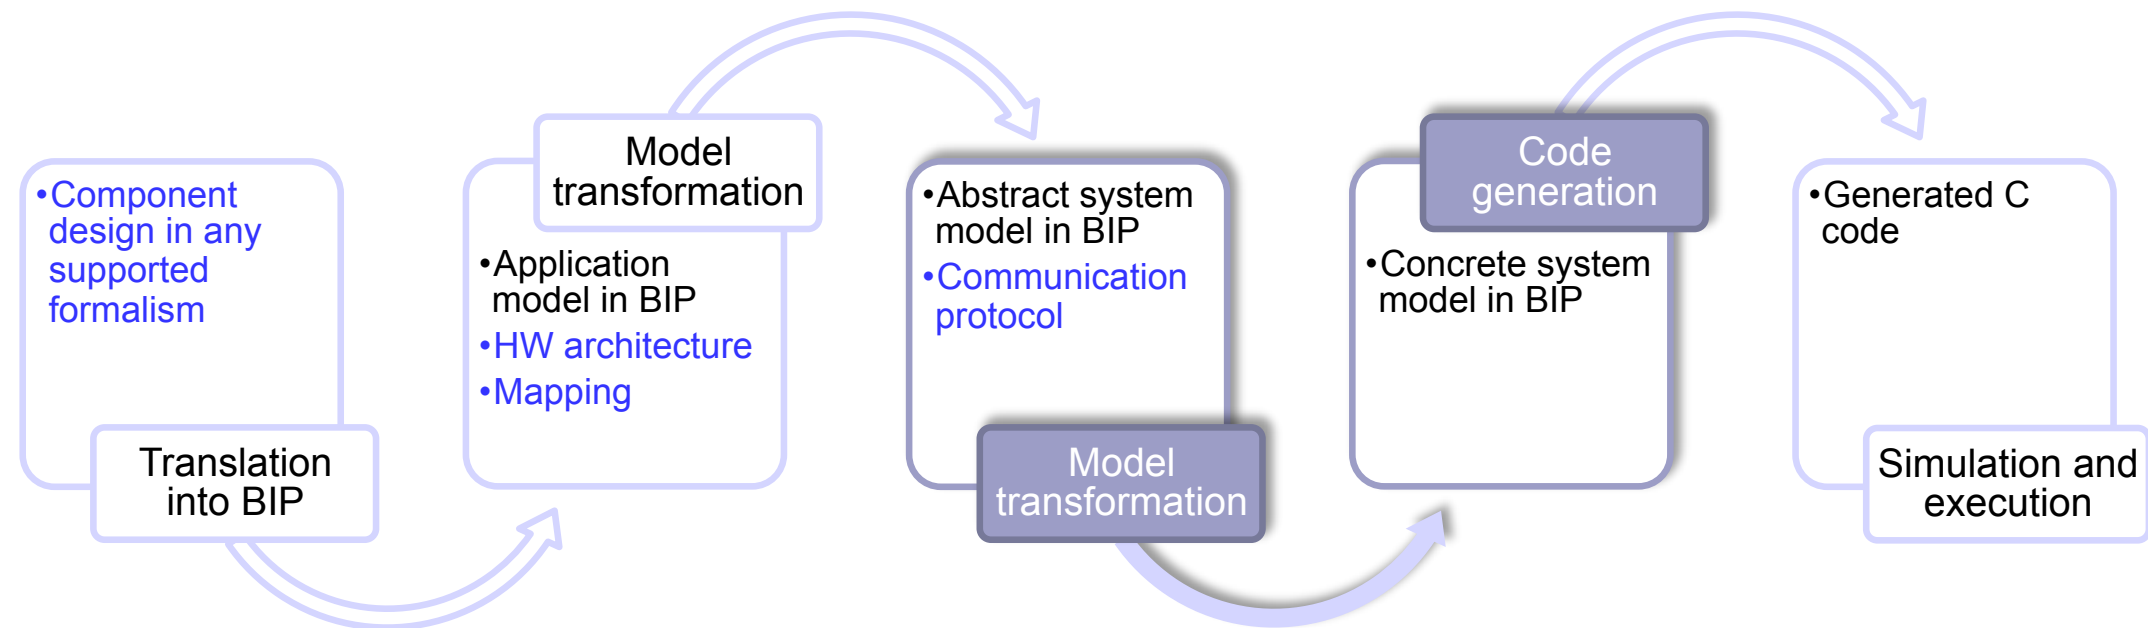 •Component
design in any
supported
formalism
Translation
into BIP
Model
transformation
•Application
model in BIP
•HW architecture
•Mapping
•Abstract system
model in BIP
•Communication
protocol
Model
transformation
Code
generation
•Concrete system
model in BIP
•Generated C
code
Simulation and
execution